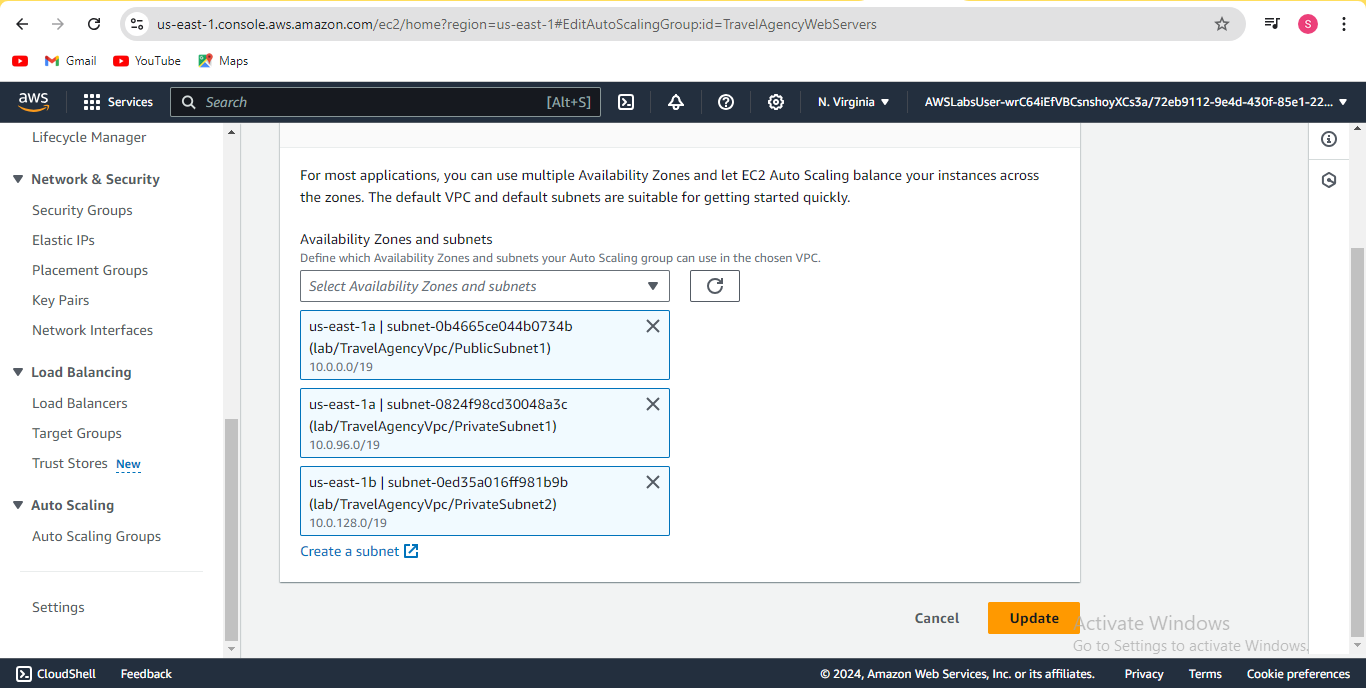 us-east-1.console.aws.amazon.com/ec2/home?region=us-east-1#EditAutoScalingGroup:id=TravelAgencyWebServers
S
Gmail
YouTube
Maps
aws
Services
Search
[Alt+S]
N. Virginia
AWSLabsUser-wrC64iEfVBCsnshoyXCs3a/72eb9112-9e4d-430f-85e1-22...
Lifecycle Manager
Network & Security
Security Groups
Elastic IPs
Placement Groups
Key Pairs
Network Interfaces
Load Balancing
Load Balancers
Target Groups
Trust Stores New
Auto Scaling
Auto Scaling Groups
Settings
For most applications, you can use multiple Availability Zones and let EC2 Auto Scaling balance your instances across
the zones. The default VPC and default subnets are suitable for getting started quickly.
Availability Zones and subnets
Define which Availability Zones and subnets your Auto Scaling group can use in the chosen VPC.
Select Availability Zones and subnets
us-east-1a | subnet-0b4665ce044b0734b
(lab/TravelAgencyVpc/PublicSubnet1)
10.0.0.0/19
us-east-1a | subnet-0824f98cd30048a3c
(lab/TravelAgencyVpc/PrivateSubnet1)
10.0.96.0/19
us-east-1b | subnet-0ed35a016ff981b9b
(lab/TravelAgencyVpc/PrivateSubnet2)
10.0.128.0/19
Create a subnet
Cancel
Update
Activate Windows
Go to Settings to activate Windows.
CloudShell
Feedback
© 2024, Amazon Web Services, Inc. or its affiliates.
Privacy
Terms
Cookie preferences